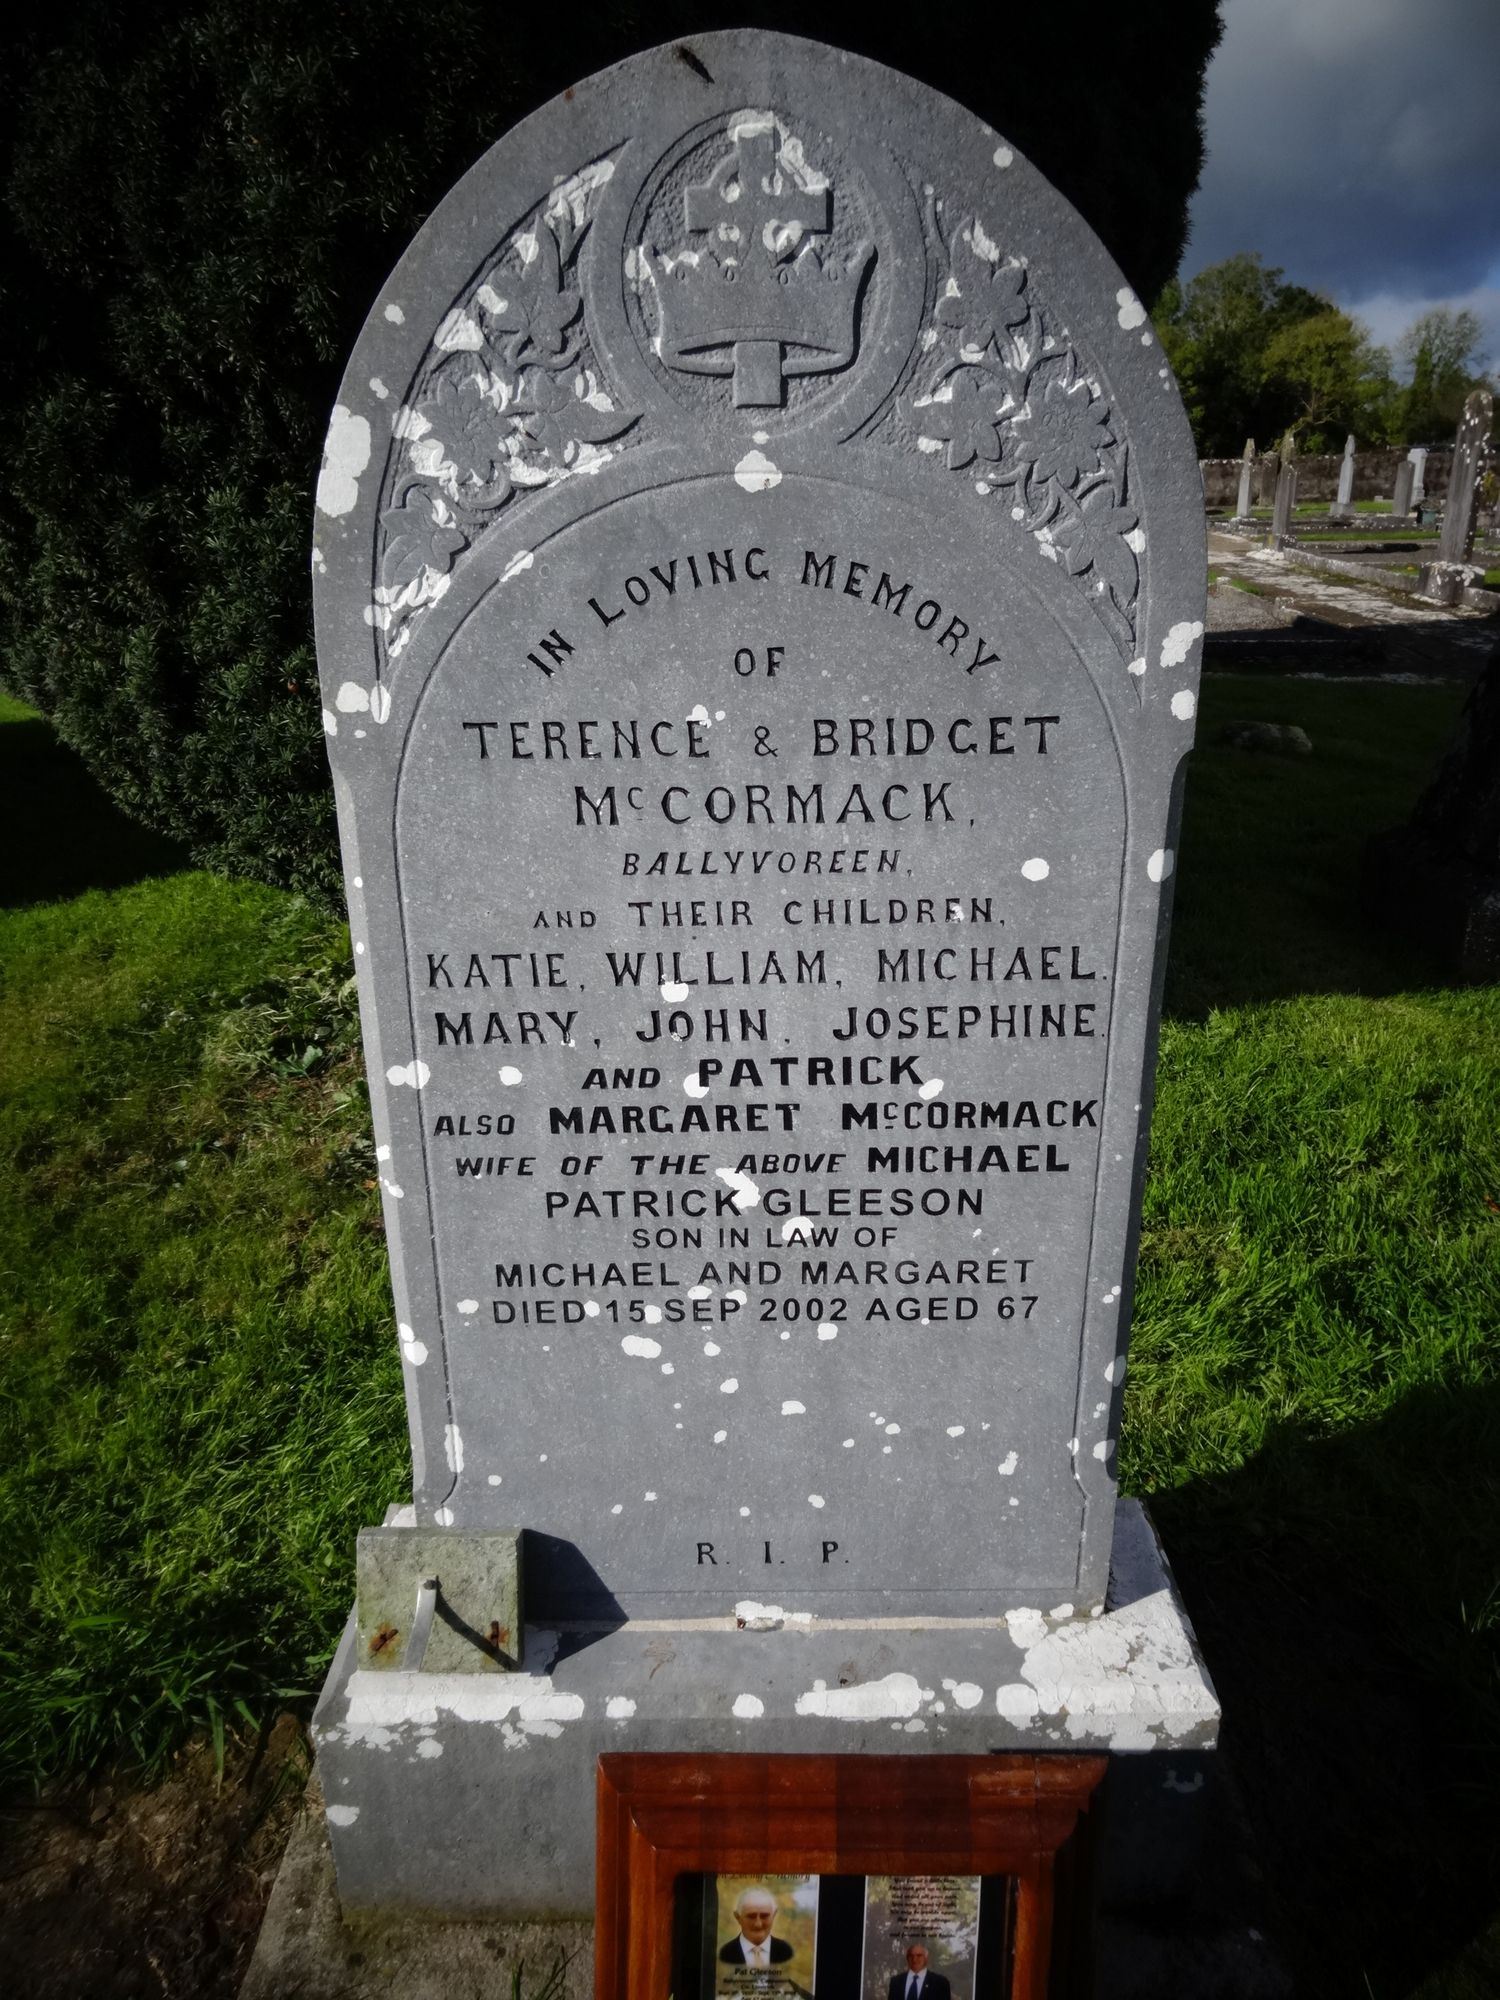 IN LOVING MEMORY
OF
TERENCE & BRIDGET
McCORMACK,
BALLYVOREEN,
AND THEIR CHILDREN,
KATIE, WILLIAM, MICHAEL.
MARY, JOHN, JOSEPHINE.
AND PATRICK
ALSO MARGARET McCORMACK
WIFE OF THE ABOVE MICHAEL
PATRICK GLEESON
SON IN LAW OF
MICHAEL AND MARGARET
DIED 15 SEP 2002 AGED 67
R. I. P.
Pat Gleeson